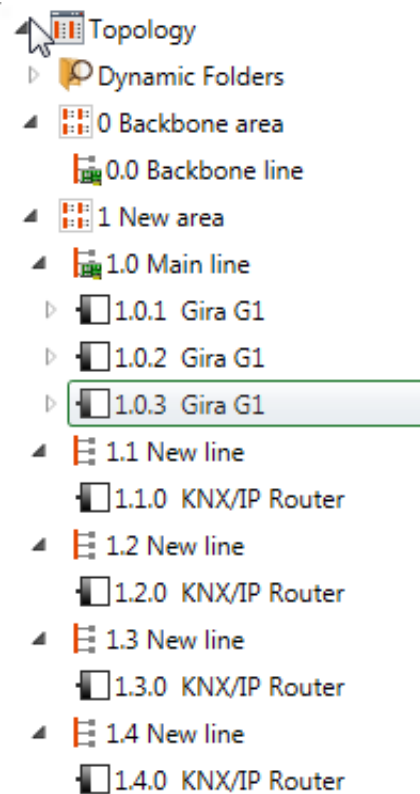 Topology
Dynamic Folders
0 Backbone area
0.0 Backbone line
1 New area
1.0 Main line
1.0.1 Gira G1
1.0.2 Gira G1
1.0.3 Gira G1
1.1 New line
1.1.0 KNX/IP Router
1.2 New line
1.2.0 KNX/IP Router
1.3 New line
1.3.0 KNX/IP Router
1.4 New line
1.4.0 KNX/IP Router